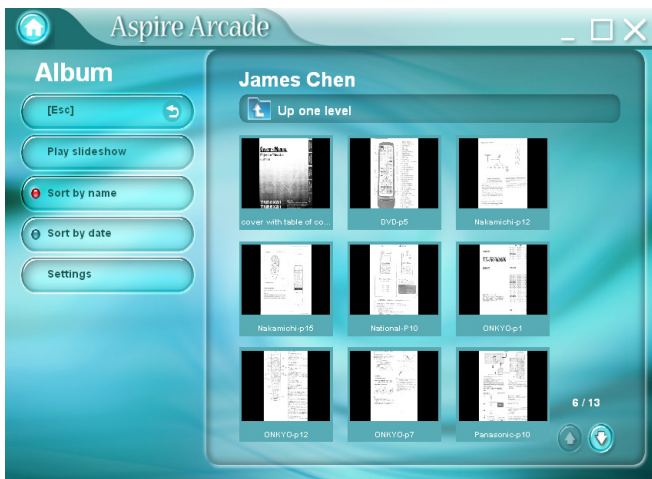 Aspire Arcade
Album
[Esc]
Play slideshow
Sort by name
Sort by date
Settings
James Chen
Up one level
cover with table of co...
DVD-p5
Nakamichi-p12
Nakamichi-p15
National-P10
ONKYO-p1
ONKYO-p12
ONKYO-p7
Panasonic-p10
6 / 13